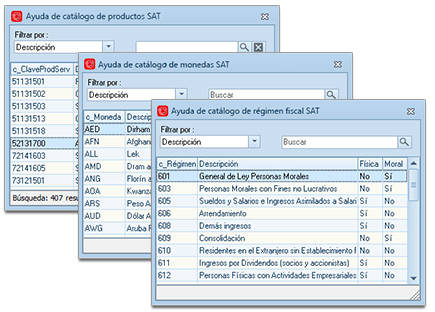 Ayuda de catálogo de productos SAT
Filtrar por :
Descripción
c_ClaveProdServ
51131501
51131502
51131503
51131515
51131518
52131700
72141603
72141605
73121501
Búsqueda: 407
Ayuda de catálogo de monedas SAT
Filtrar por :
Descripción Buscar
c_Moneda
AED Dirham
AFN
ALL Lek
AMD Dram
ANG Florín
AOA Kwanza
ARS Peso
AUD Dólar
AWG Aruba
Ayuda de catálogo de régimen fiscal SAT
Filtrar por :
Descripción Buscar
c_Régimen Descripción Física Moral
601 General de Ley Personas Morales No Sí
603 Personas Morales con Fines no Lucrativos No Sí
605 Sueldos y Salarios e Ingresos Asimilados a Sí No
606 Arrendamiento Sí No
608 Demás ingresos Sí No
609 Consolidación No Sí
610 Residentes en el Extranjero sin Establecimiento Sí Sí
611 Ingresos por Dividendos (socios y accionistas) Sí No
612 Personas Físicas con Actividades Empresariales Sí No